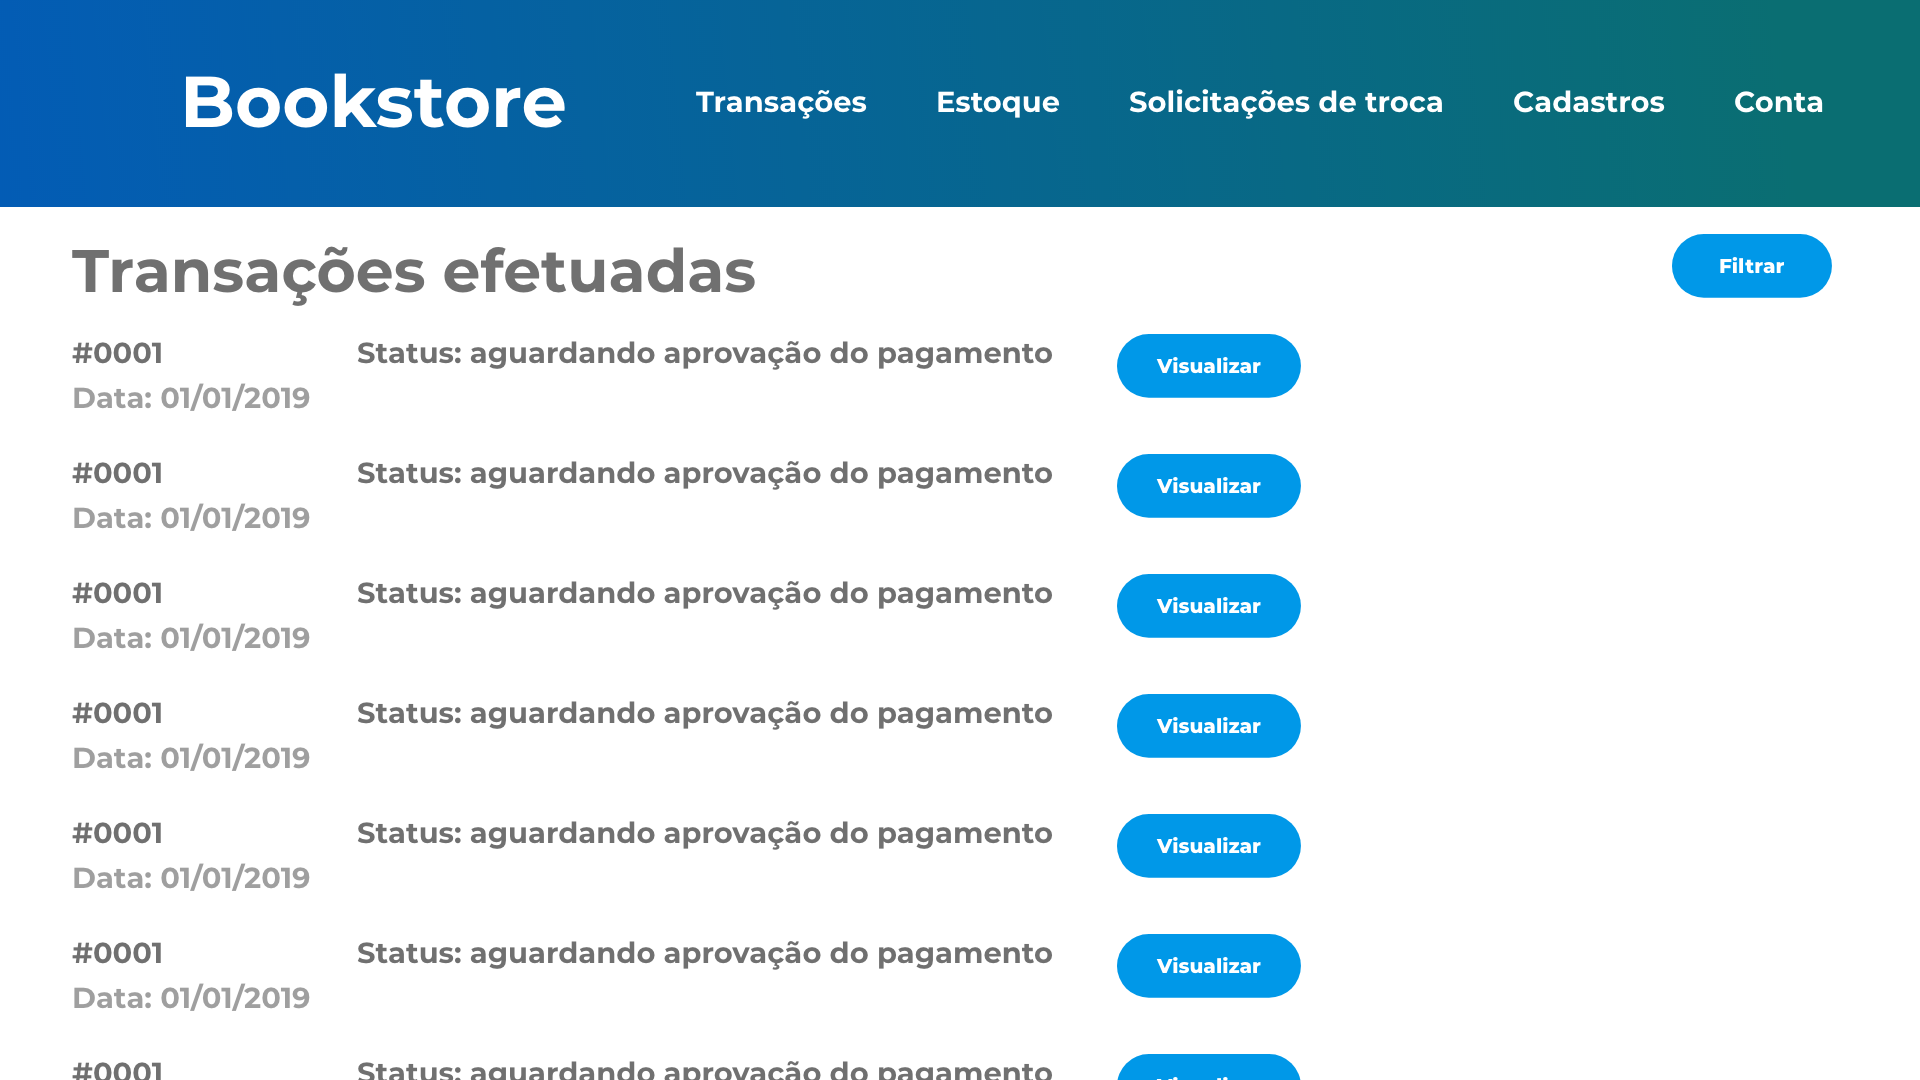 Bookstore Transações Estoque Solicitações de troca Cadastros Conta
Transações efetuadas Filtrar
#0001 Status: aguardando aprovação do pagamento Visualizar
Data: 01/01/2019
#0001 Status: aguardando aprovação do pagamento Visualizar
Data: 01/01/2019
#0001 Status: aguardando aprovação do pagamento Visualizar
Data: 01/01/2019
#0001 Status: aguardando aprovação do pagamento Visualizar
Data: 01/01/2019
#0001 Status: aguardando aprovação do pagamento Visualizar
Data: 01/01/2019
#0001 Status: aguardando aprovação do pagamento Visualizar
Data: 01/01/2019
#0001 Status: aguardando aprovação do pagamento